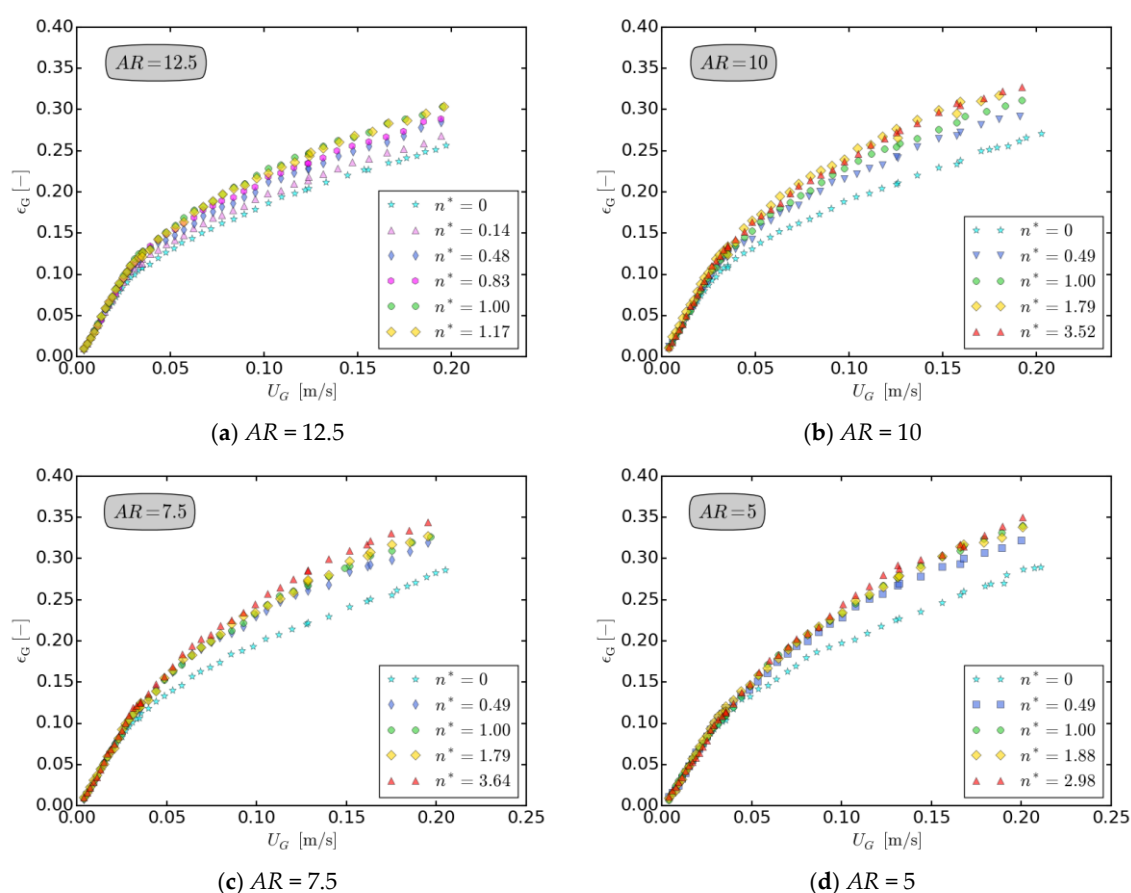 0.40
0.35
0.30
0.25
0.20
0.15
0.10
0.05
0.00
ϵG [−]
AR = 12.5
n* = 0
n* = 0.14
n* = 0.48
n* = 0.83
n* = 1.00
n* = 1.17
0.00 0.05 0.10 0.15 0.20
UG [m/s]
(a) AR = 12.5
0.40
0.35
0.30
0.25
0.20
0.15
0.10
0.05
0.00
ϵG [−]
AR = 10
n* = 0
n* = 0.49
n* = 1.00
n* = 1.79
n* = 3.52
0.00 0.05 0.10 0.15 0.20
UG [m/s]
(b) AR = 10
0.40
0.35
0.30
0.25
0.20
0.15
0.10
0.05
0.00
ϵG [−]
AR = 7.5
n* = 0
n* = 0.49
n* = 1.00
n* = 1.79
n* = 3.64
0.00 0.05 0.10 0.15 0.20 0.25
UG [m/s]
(c) AR = 7.5
0.40
0.35
0.30
0.25
0.20
0.15
0.10
0.05
0.00
ϵG [−]
AR = 5
n* = 0
n* = 0.49
n* = 1.00
n* = 1.88
n* = 2.98
0.00 0.05 0.10 0.15 0.20 0.25
UG [m/s]
(d) AR = 5